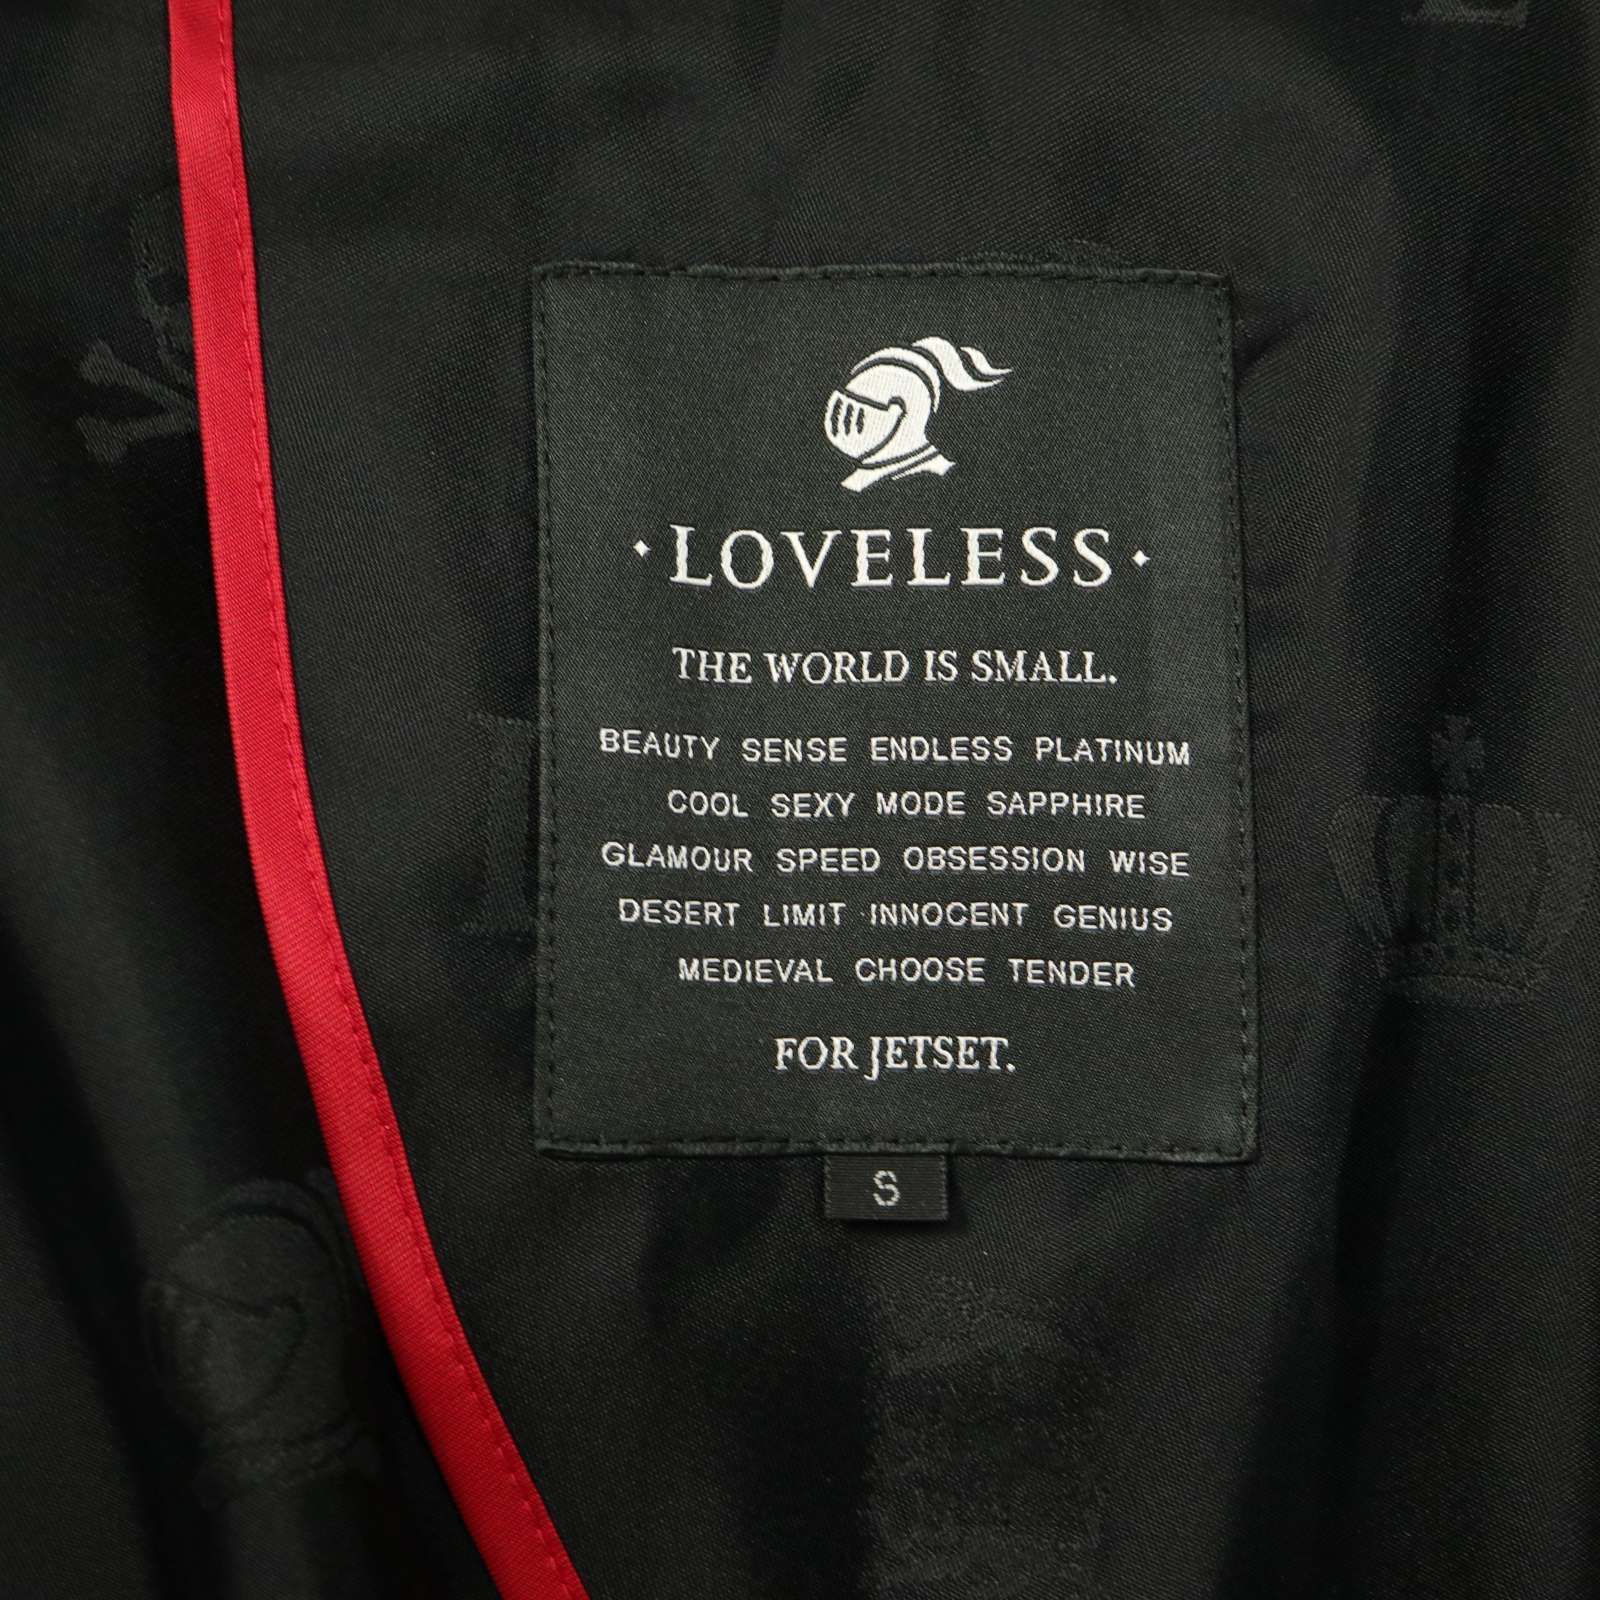 LOVELESS
THE WORLD IS SMALL.
BEAUTY SENSE ENDLESS PLATINUM
COOL SEXY MODE SAPPHIRE
GLAMOUR SPEED OBSESSION WISE
DESERT LIMIT INNOCENT GENIUS
MEDIEVAL CHOOSE TENDER
FOR JETSET.
S